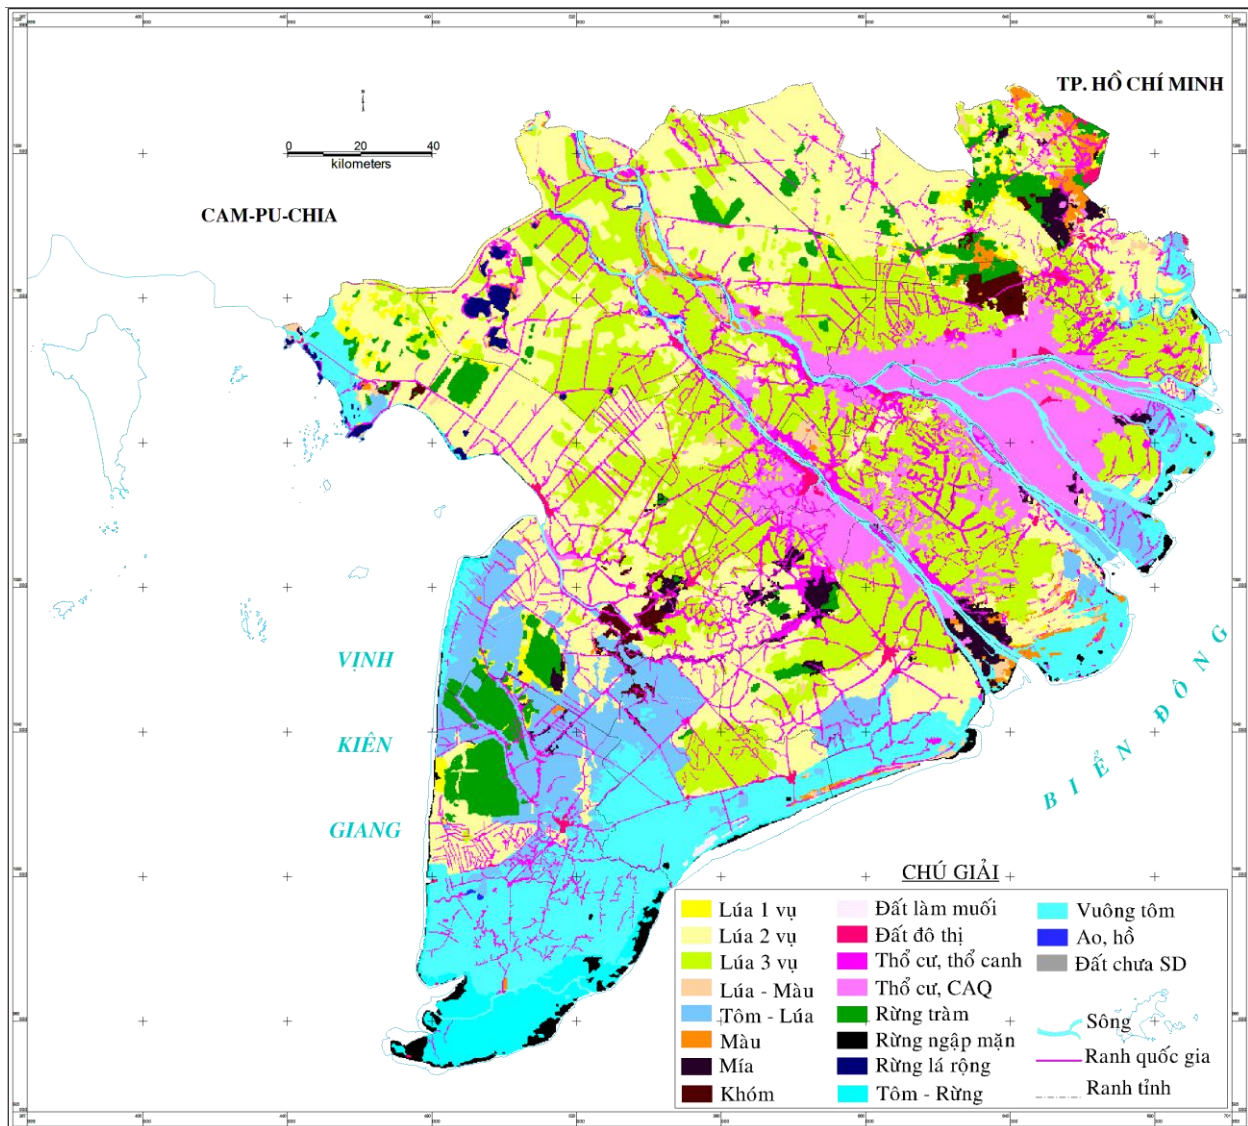 TP. HỒ CHÍ MINH
0 20 40
kilometers
CAM-PU-CHIA
VỊNH
KIÊN
GIANG
BIỂN ĐÔNG
CHÚ GIẢI
Lúa 1 vụ
Lúa 2 vụ
Lúa 3 vụ
Lúa - Màu
Tôm - Lúa
Màu
Mía
Khóm
Đất làm muối
Đất đô thị
Thổ cư, thổ canh
Thổ cư, CAQ
Rừng tràm
Rừng ngập mặn
Rừng lá rộng
Tôm - Rừng
Vuông tôm
Ao, hồ
Đất chưa SD
Sông
Ranh quốc gia
Ranh tỉnh